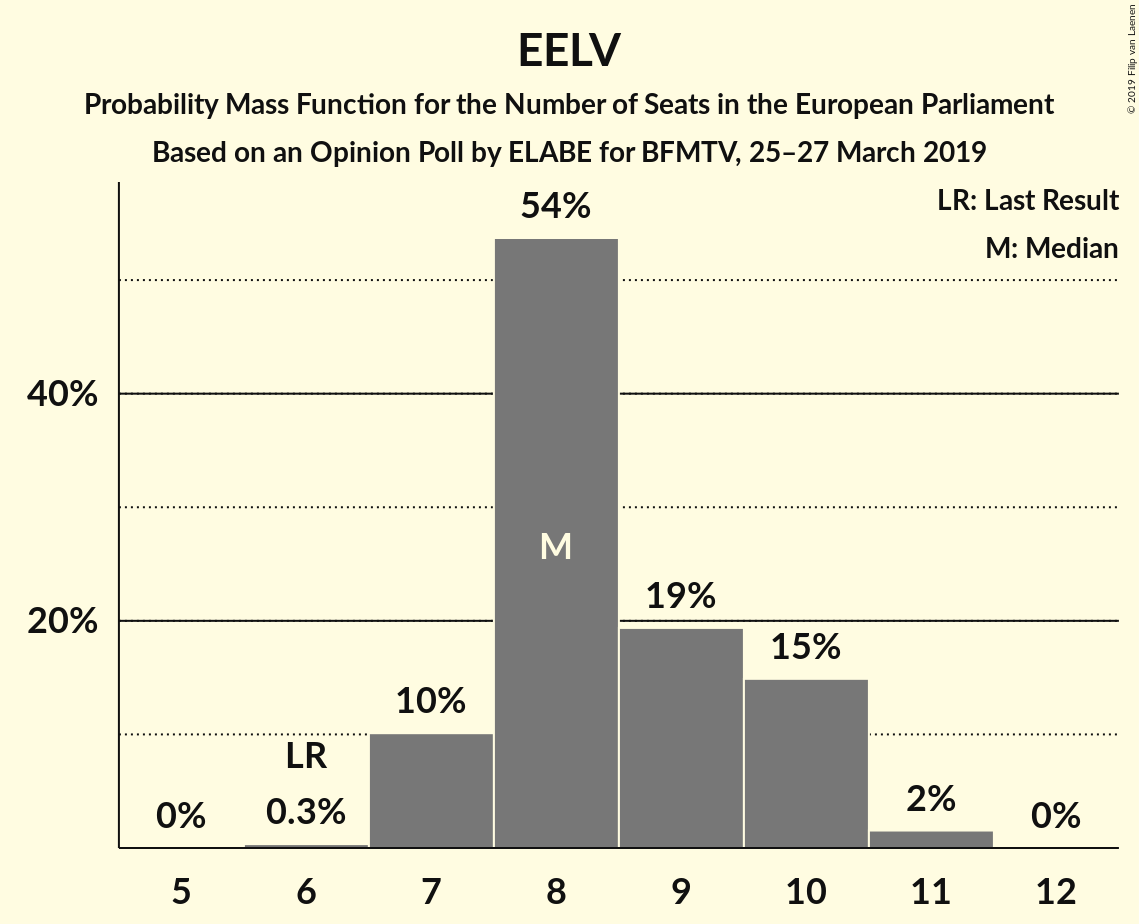 EELV
Probability Mass Function for the Number of Seats in the European Parliament
Based on an Opinion Poll by ELABE for BFMTV, 25–27 March 2019
© 2019 Filip van Laenen
LR: Last Result
M: Median
54%
40%
M
19%
20%
15%
10%
LR
0% 0.3% 2% 0%
5 6 7 8 9 10 11 12